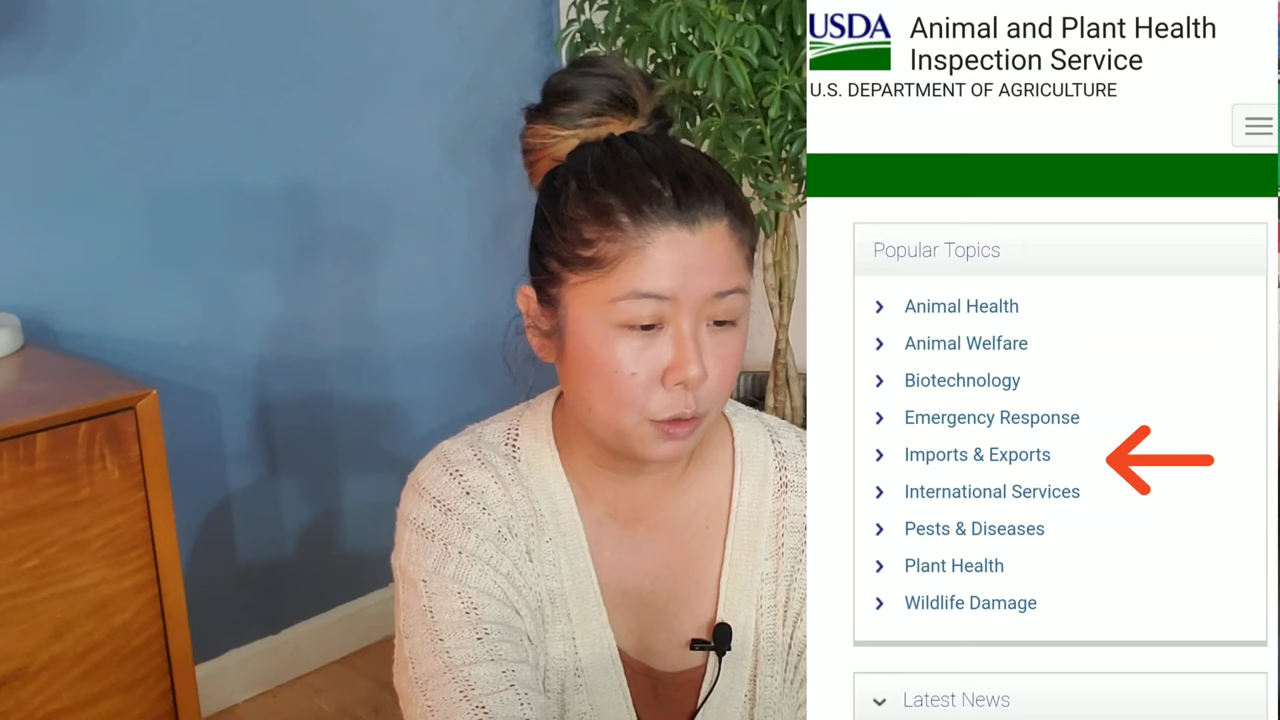 USDA
Animal and Plant Health
Inspection Service
U.S. DEPARTMENT OF AGRICULTURE
Popular Topics
Animal Health
Animal Welfare
Biotechnology
Emergency Response
Imports & Exports
International Services
Pests & Diseases
Plant Health
Wildlife Damage
Latest News